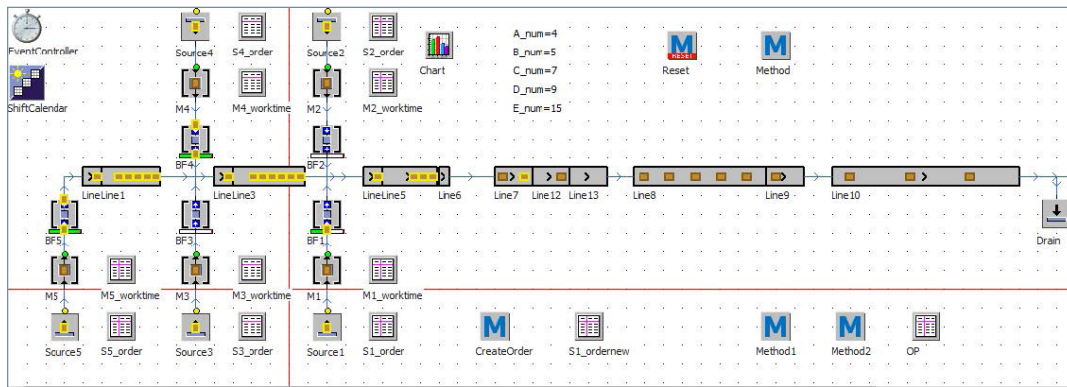 EventController
Source4
S4_order
Source2
S2_order
Chart
A_num=4
B_num=5
C_num=7
D_num=9
E_num=15
M
RESET
Reset
M
Method
ShiftCalendar
M4
M4_worktime
M2
M2_worktime
BF4
BF2
LineLine1
LineLine3
LineLine5
Line6
Line7
Line12
Line13
Line8
Line9
Line10
BF5
BF3
BF1
Drain
M5
M5_worktime
M3
M3_worktime
M1
M1_worktime
Source5
S5_order
Source3
S3_order
Source1
S1_order
M
CreateOrder
S1_ordernew
M
Method1
M
Method2
OP